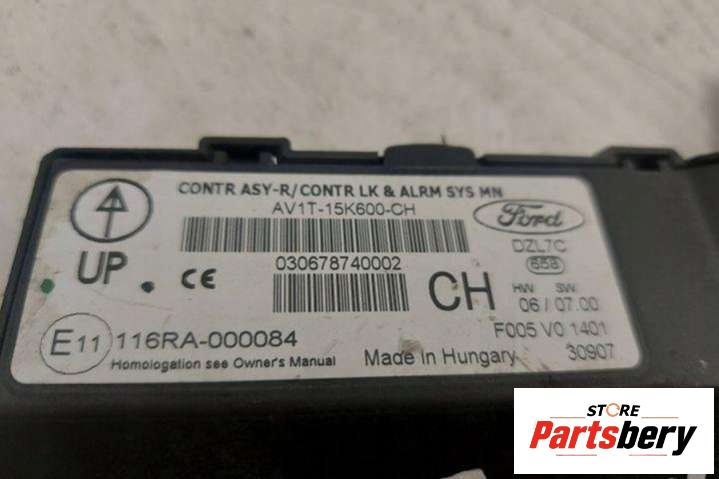 CONTR ASY-R/CONTR LK & ALRM SYS MN
AV1T-15K600-CH
Ford
DZL7C
658
UP
CE
030678740002
CH
HW SW
06 / 07.00
E11 116RA-000084
F005 V0 1401
Homologation see Owner's Manual
Made in Hungary
30907
STORE
Partsbery